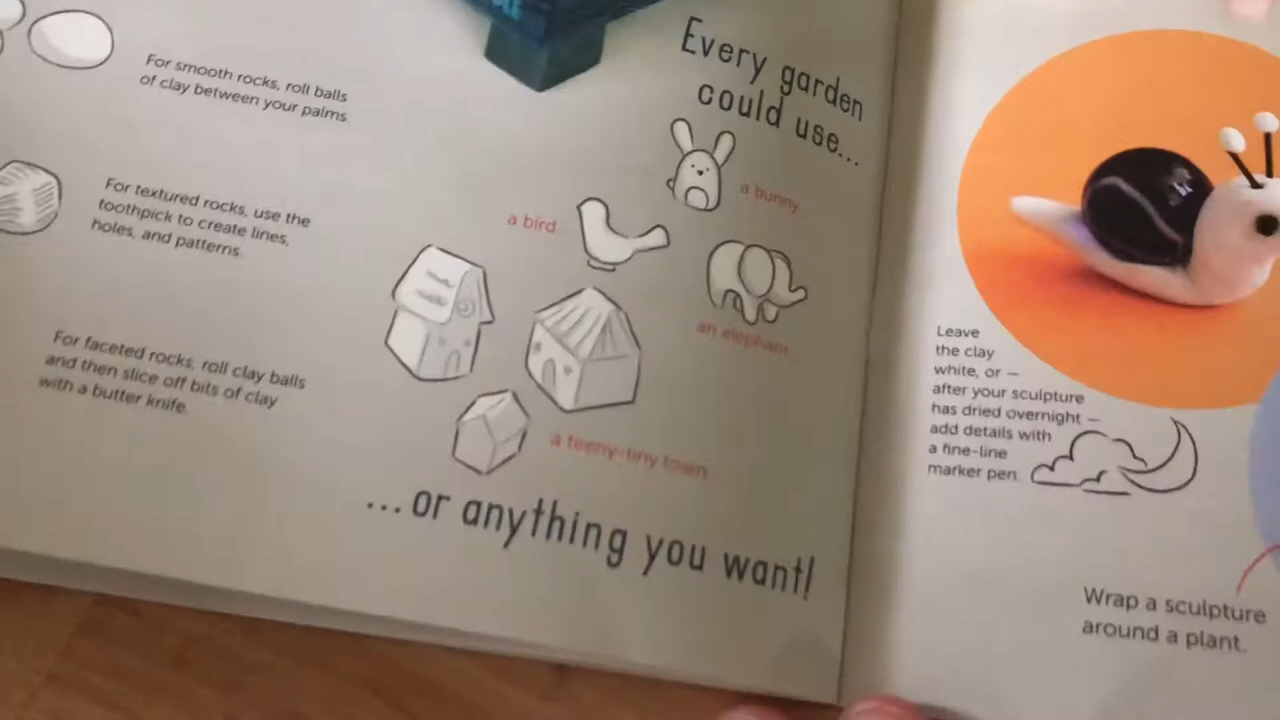 For smooth rocks, roll balls
of clay between your palms.
For textured rocks, use the
toothpick to create lines,
holes, and patterns.
For faceted rocks, roll clay balls
and then slice off bits of clay
with a butter knife.
Every garden
could use...
a bunny
a bird
an elephant
a teeny-tiny town
...or anything you want!
Leave
the clay
white, or —
after your sculpture
has dried overnight —
add details with
a fine-line
marker pen.
Wrap a sculpture
around a plant.